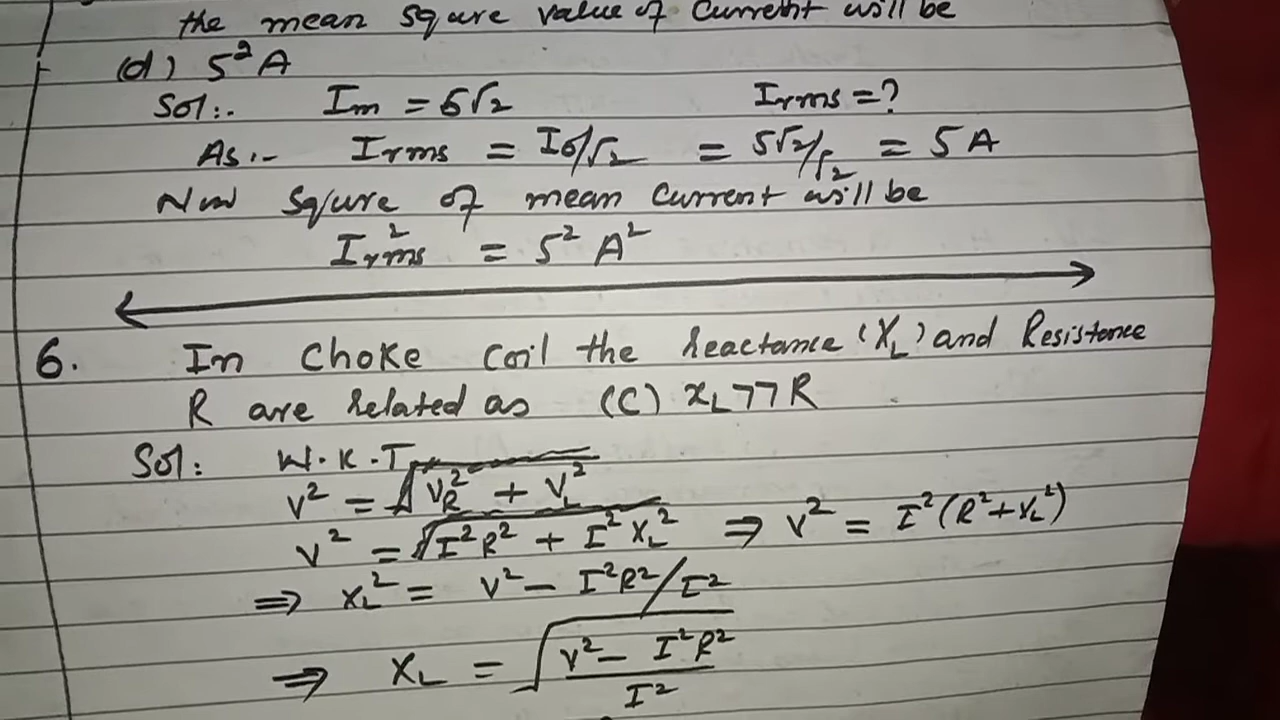 the mean Squre value of Current will be
(d) 5² A
Sol:. Im = 5√2 Irms = ?
As :- Irms = Io/√2 = 5√2/√2 = 5 A
Now Squre of mean Current will be
I²rms = 5² A²
6. In Choke Coil the Reactance (XL) and Resistance
R are related as (C) XL >> R
Sol: W.K.T
V² = √VR² + VL²
V² = √I²R² + I²XL² ⇒ V² = I²(R²+XL²)
⇒ XL² = V² - I²R²/I²
⇒ XL = √V² - I²R²/I²